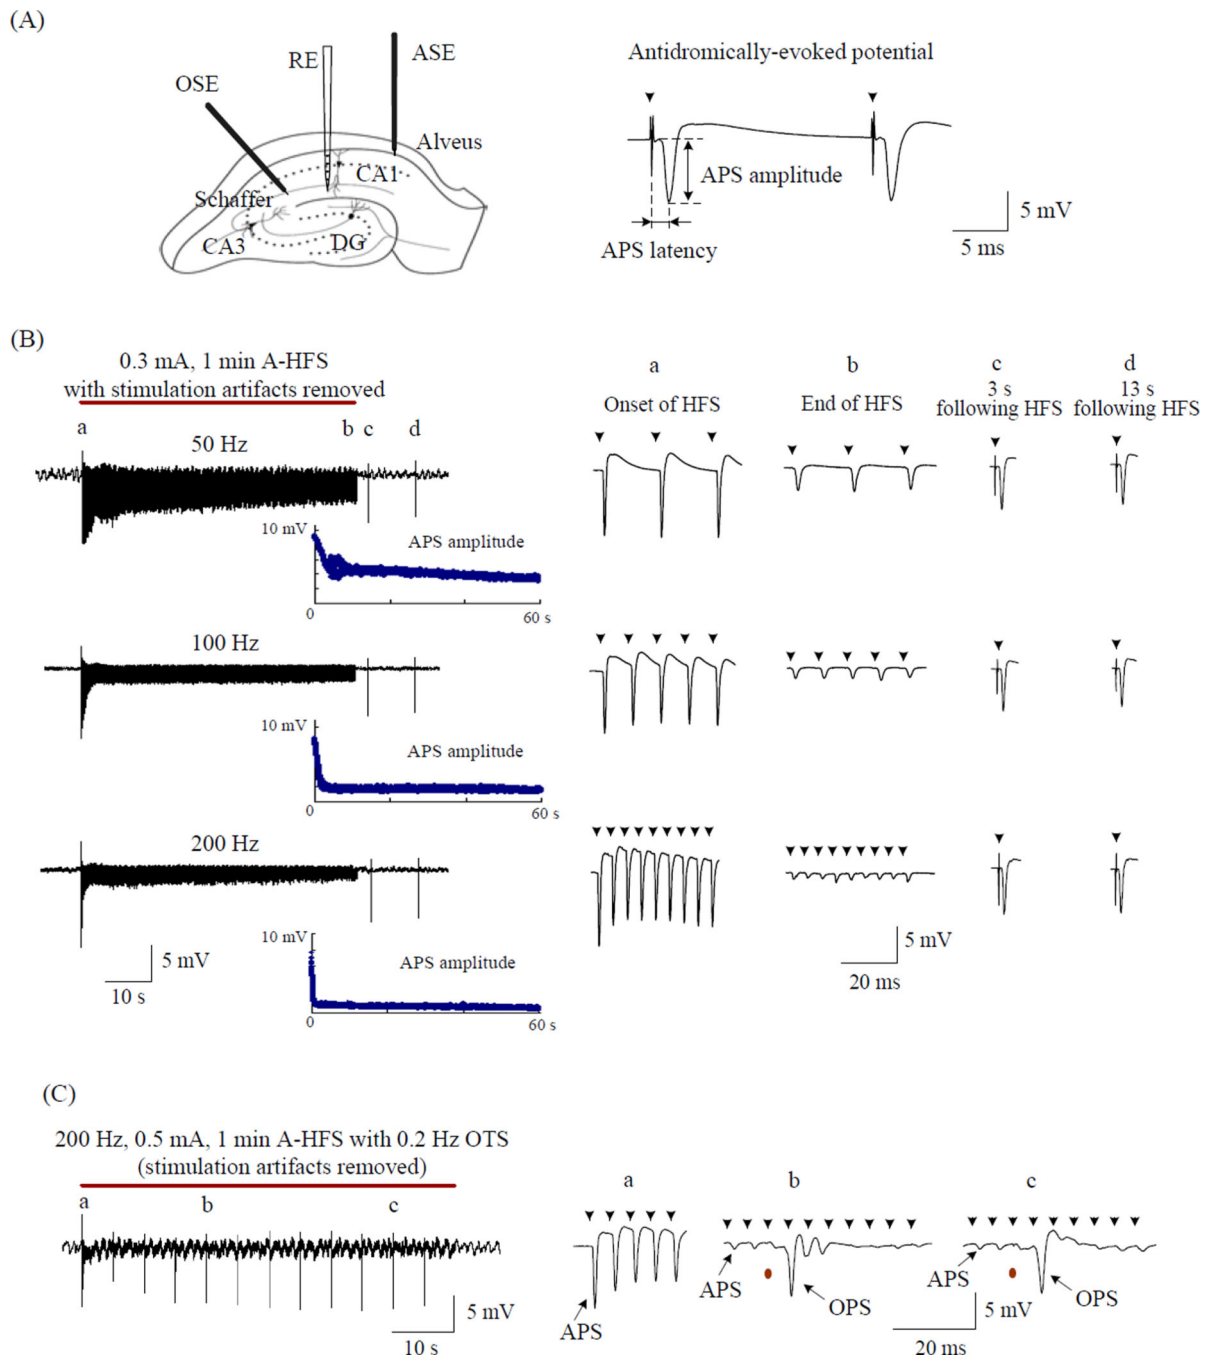 (A)
OSE
RE
ASE
Alveus
CA1
Schaffer
CA3
DG
Antidromically-evoked potential
APS amplitude
APS latency
5 mV
5 ms
(B)
0.3 mA, 1 min A-HFS
with stimulation artifacts removed
a
b
c
d
50 Hz
10 mV
APS amplitude
0
60 s
100 Hz
10 mV
APS amplitude
0
60 s
200 Hz
10 mV
APS amplitude
0
60 s
5 mV
10 s
a
Onset of HFS
b
End of HFS
c
3 s
following HFS
d
13 s
following HFS
5 mV
20 ms
(C)
200 Hz, 0.5 mA, 1 min A-HFS with 0.2 Hz OTS
(stimulation artifacts removed)
a
b
c
5 mV
10 s
a
APS
b
APS
OPS
c
APS
OPS
5 mV
20 ms